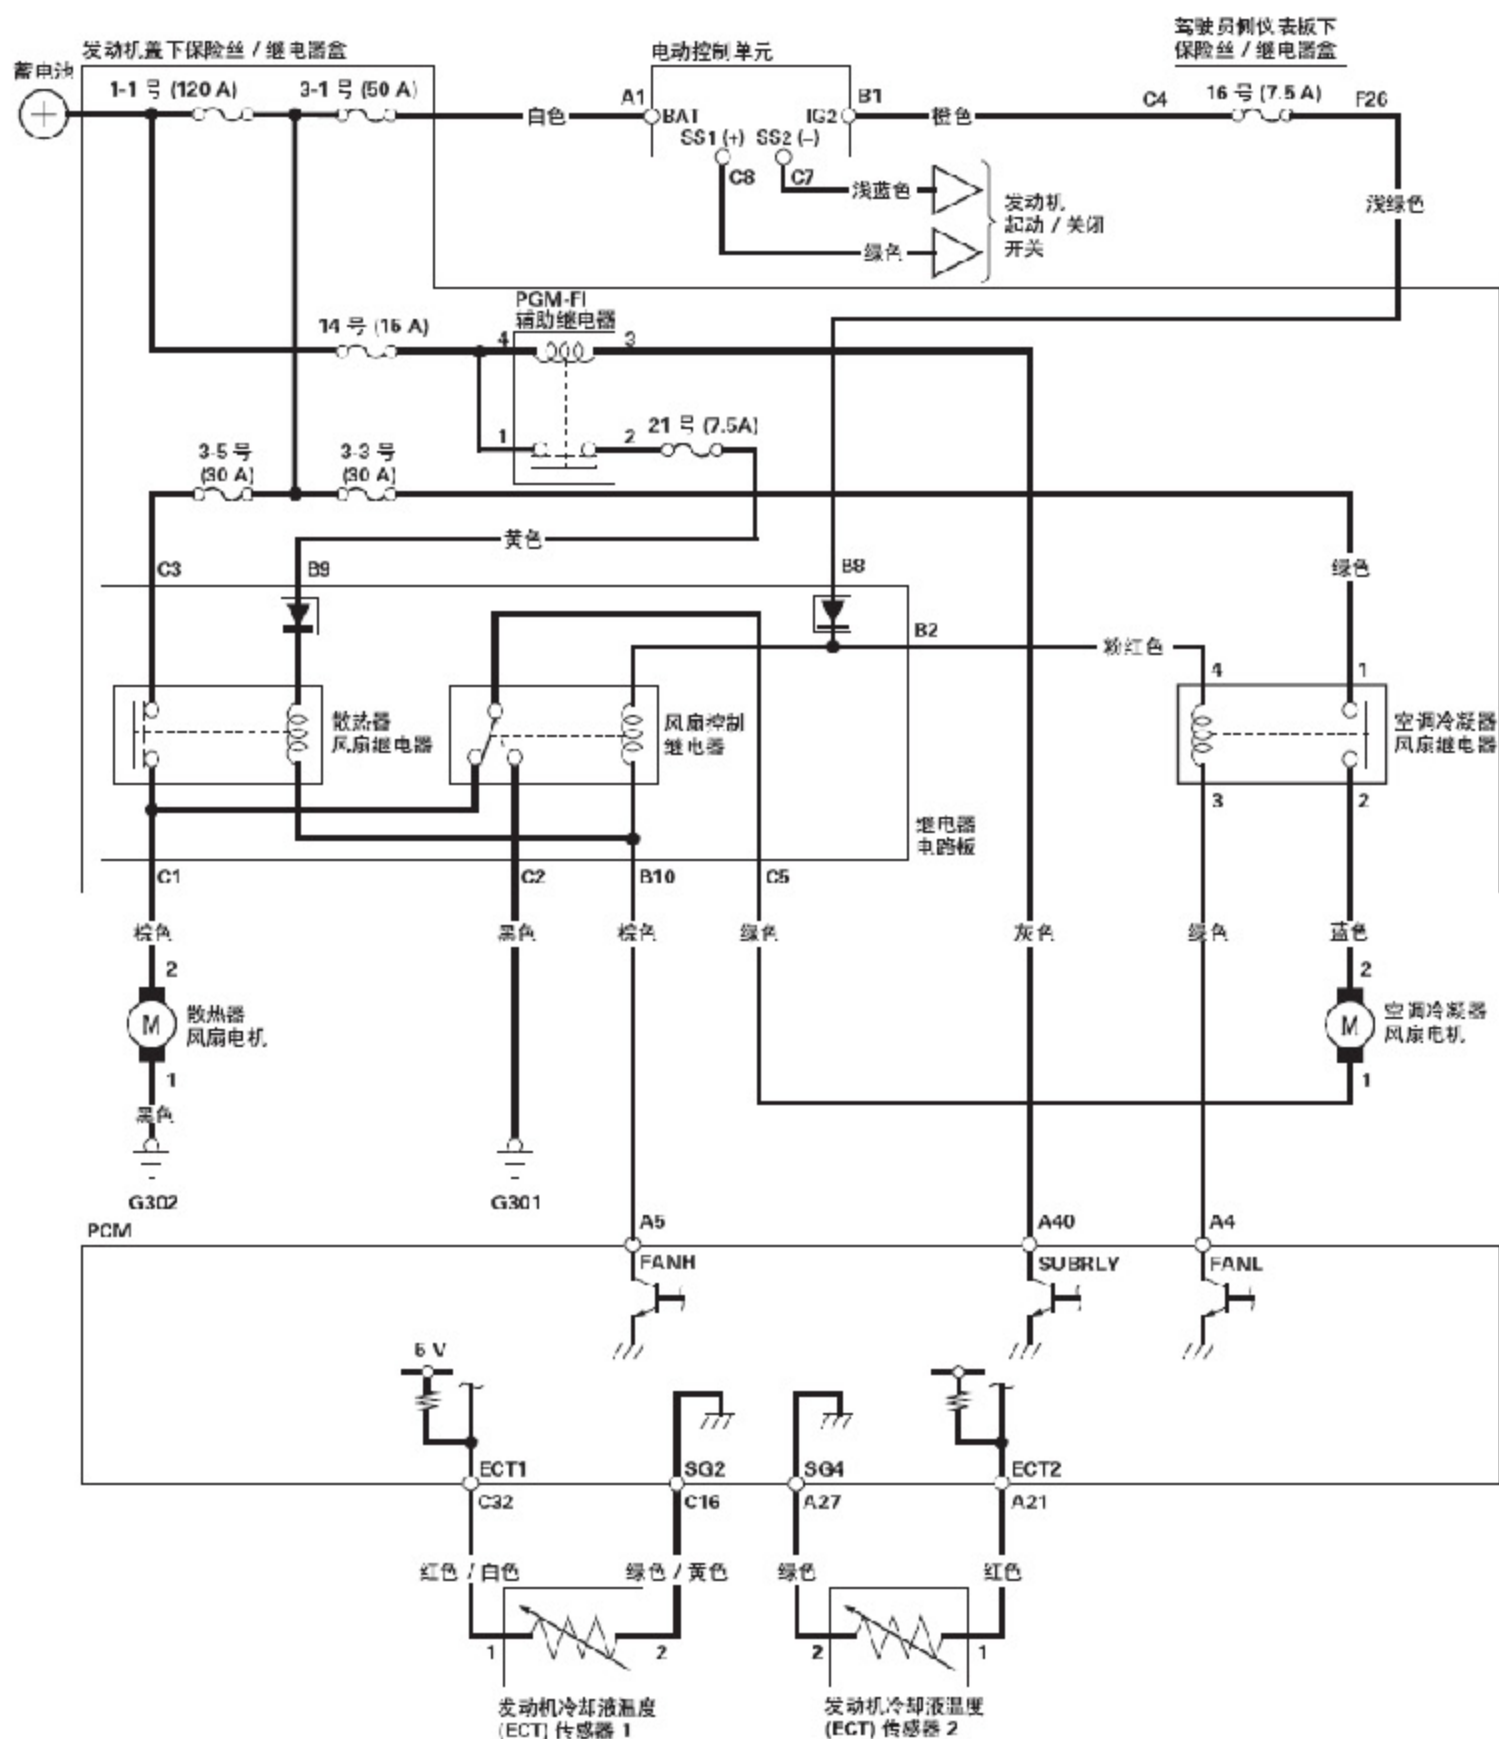 驾驶员侧仪表板下
保险丝 / 继电器盒
发动机盖下保险丝 / 继电器盒
电动控制单元
蓄电池
1-1 号 (120 A)
3-1 号 (50 A)
A1
B1
C4
16 号 (7.5 A)
F26
白色
BAT
IG2
橙色
SS1 (+)
SS2 (–)
C8
C7
浅蓝色
绿色
发动机
起动 / 关闭
开关
浅绿色
PGM-FI
辅助继电器
14 号 (15 A)
4
3
1
2
21 号 (7.5A)
3-5 号
(30 A)
3-3 号
(30 A)
黄色
C3
B9
B8
绿色
B2
粉红色
4
1
散热器
风扇继电器
风扇控制
继电器
空调冷凝器
风扇继电器
3
2
继电器
电路板
C1
C2
B10
C5
棕色
黑色
棕色
绿色
灰色
绿色
蓝色
2
2
M
散热器
风扇电机
M
空调冷凝器
风扇电机
1
1
黑色
G302
G301
PCM
A5
A40
A4
FANH
SUBRLY
FANL
5 V
ECT1
SG2
SG4
ECT2
C32
C16
A27
A21
红色 / 白色
绿色 / 黄色
绿色
红色
1
2
2
1
发动机冷却液温度
(ECT) 传感器 1
发动机冷却液温度
(ECT) 传感器 2